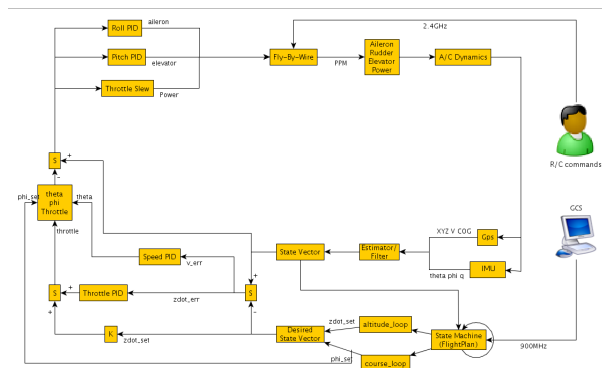 Roll PID
aileron
2.4GHz
Pitch PID
elevator
Fly-By-Wire
PPM
Aileron
Rudder
Elevator
Power
A/C Dynamics
Throttle Slew
Power
R/C commands
S
+
-
phi_set
theta
phi
Throttle
theta
throttle
GCS
XYZ V COG
Gps
State Vector
Estimator/
Filter
IMU
theta phi q
Speed PID
v_err
+
S
+
+
Throttle PID
zdot_err
S
-
K
zdot_set
Desired
State Vector
zdot_set
altitude_loop
State Machine
(FlightPlan)
900MHz
phi_set
course_loop